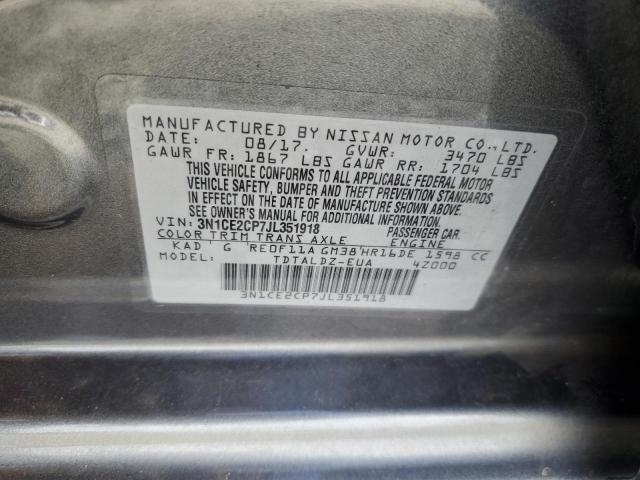 MANUFACTURED BY NISSAN MOTOR CO., LTD.
DATE: 08/17. GVWR: 3470 LBS
GAWR FR: 1867 LBS GAWR RR: 1704 LBS
THIS VEHICLE CONFORMS TO ALL APPLICABLE FEDERAL MOTOR
VEHICLE SAFETY, BUMPER AND THEFT PREVENTION STANDARDS
IN EFFECT ON THE DATE OF MANUFACTURE SHOWN ABOVE.
SEE OWNER'S MANUAL FOR ADDITIONAL INFORMATION.
VIN: 3N1CE2CP7JL351918 PASSENGER CAR.
COLOR TRIM TRANS AXLE ENGINE
KAD G RE0F11A GM38 HR16DE 1598 CC
MODEL: TDTALDZ-EUA 4Z000
3N1CE2CP7JL351918